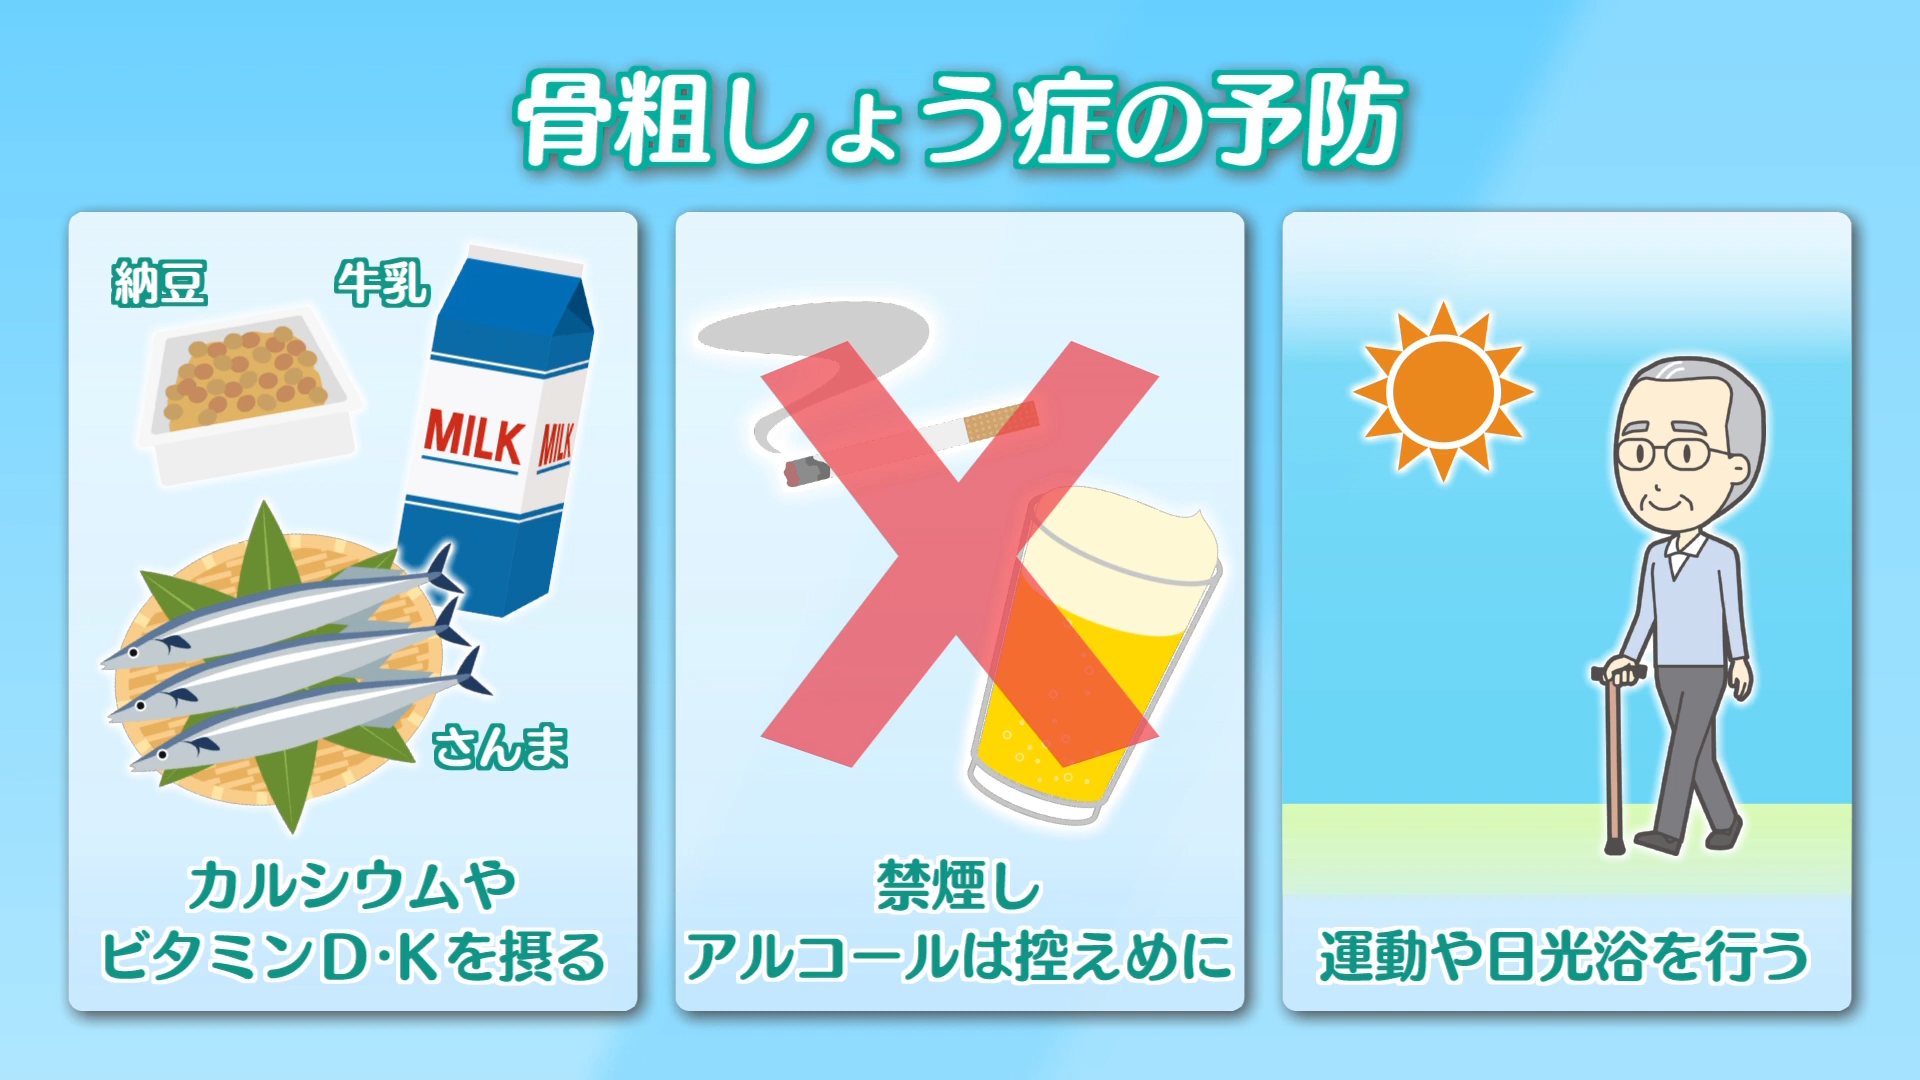 骨粗しょう症の予防
納豆
牛乳
MILK
MILK
さんま
カルシウムや
ビタミンD・Kを摂る
禁煙し
アルコールは控えめに
運動や日光浴を行う